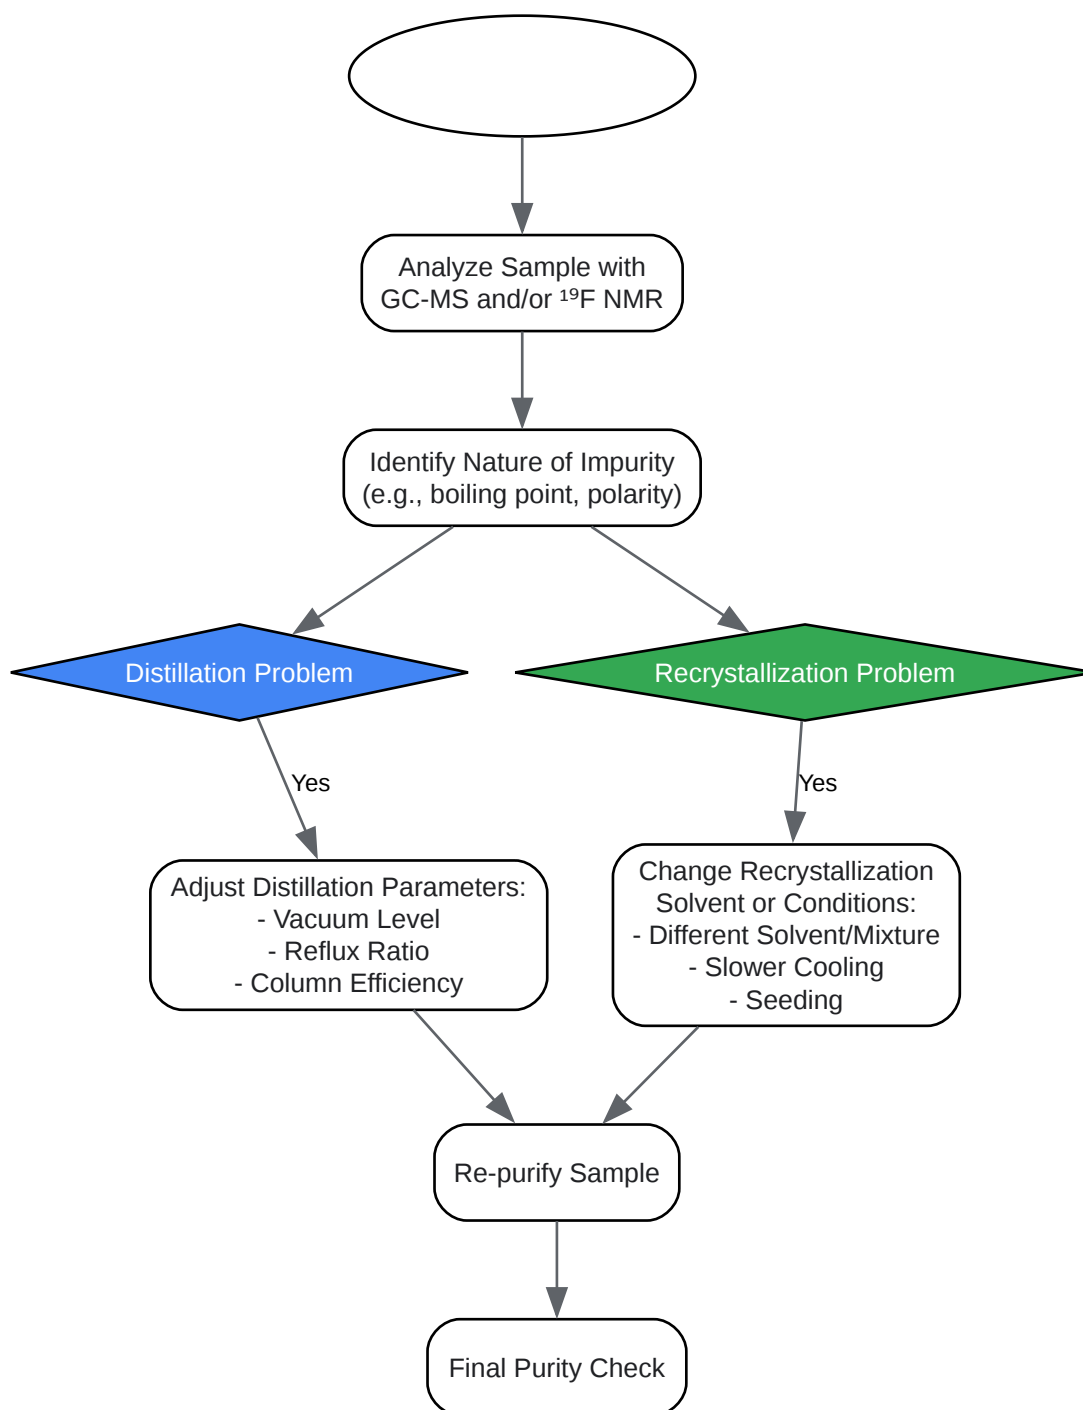 Analyze Sample with
GC-MS and/or ¹⁹F NMR
Identify Nature of Impurity
(e.g., boiling point, polarity)
Distillation Problem
Recrystallization Problem
Yes
Yes
Adjust Distillation Parameters:
- Vacuum Level
- Reflux Ratio
- Column Efficiency
Change Recrystallization
Solvent or Conditions:
- Different Solvent/Mixture
- Slower Cooling
- Seeding
Re-purify Sample
Final Purity Check